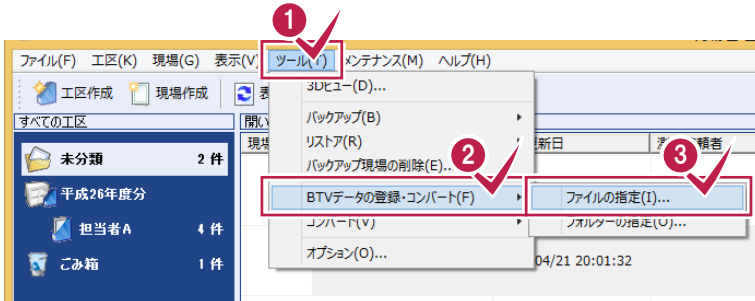 1
ファイル(F) 工区(K) 現場(G) 表示(V) ツール(T) メンテナンス(M) ヘルプ(H)
工区作成 現場作成
すべての工区
未分類 2 件
平成26年度分
担当者A 4 件
ごみ箱 1 件
3Dビュー(D)...
バックアップ(B)
リストア(R)
バックアップ現場の削除(E)...
2
BTVデータの登録・コンバート(F)
コンバート(V)
オプション(O)...
3
ファイルの指定(I)...
フォルダーの指定(O)...
04/21 20:01:32